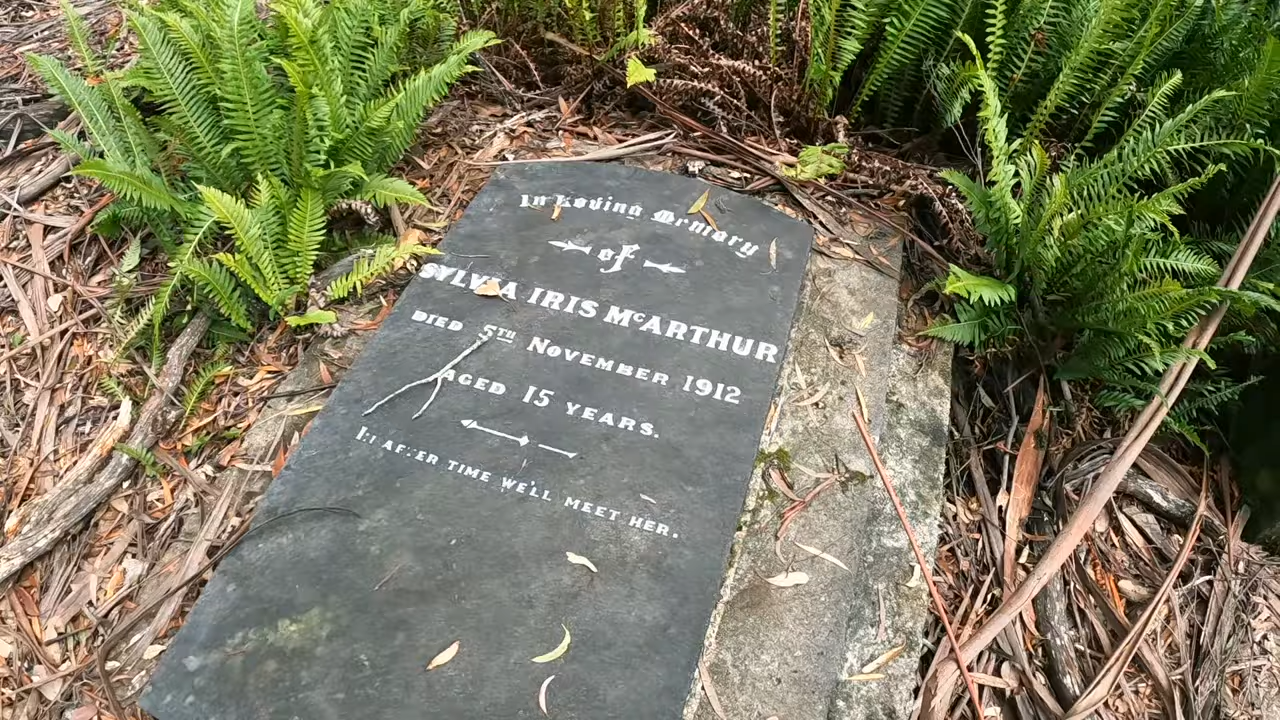 In Loving Memory
of
SYLVIA IRIS McARTHUR
DIED 5TH NOVEMBER 1912
AGED 15 YEARS.
IN AFTER TIME WE'LL MEET HER.